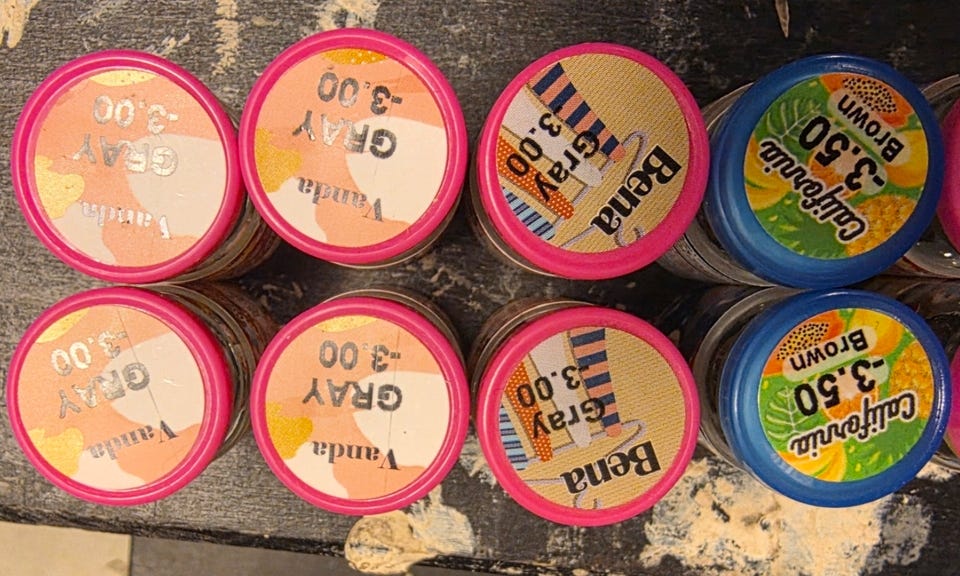 Vanda
GRAY
-3.00
Vanda
GRAY
-3.00
Bena
Gray
-3.00
California
-3.50
Brown
Vanda
GRAY
-3.00
Vanda
GRAY
-3.00
Bena
Gray
-3.00
California
-3.50
Brown